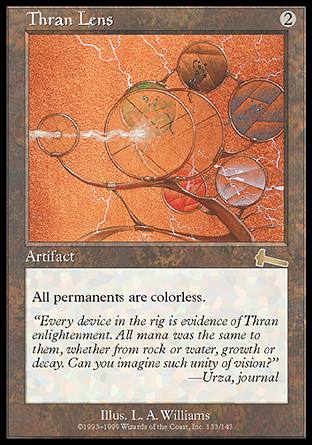 Thran Lens 2
Artifact
All permanents are colorless.
“Every device in the rig is evidence of Thran
enlightenment. All mana was the same to
them, whether from rock or water, growth or
decay. Can you imagine such unity of vision?”
—Urza, journal
Illus. L. A. Williams
©1993–1999 Wizards of the Coast, Inc. 133/143